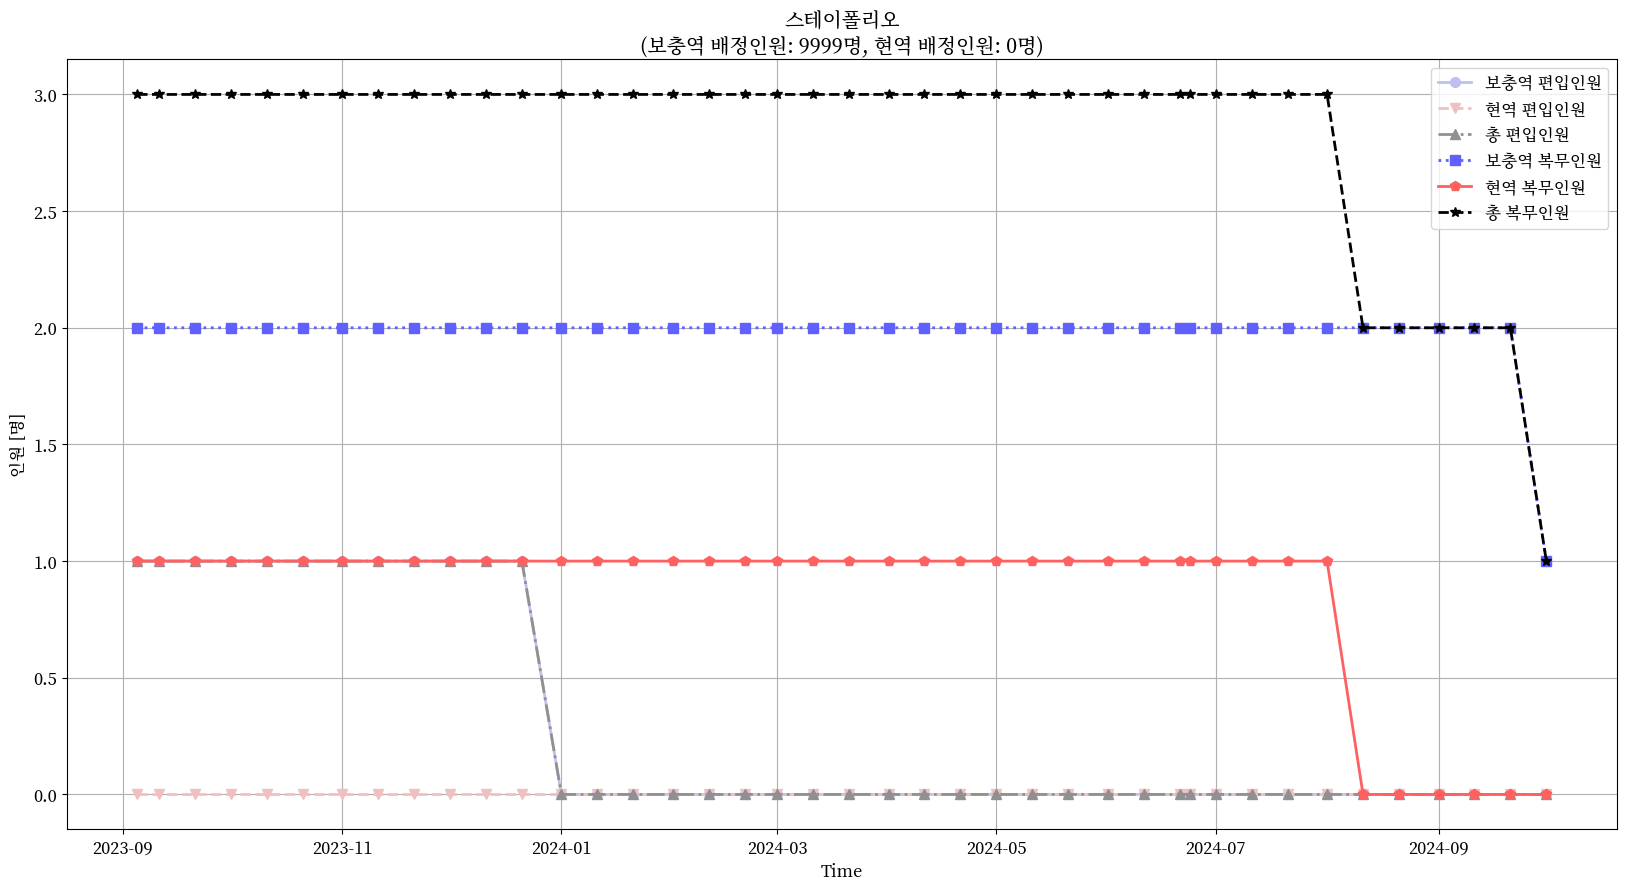 스테이폴리오
(보충역 배정인원: 9999명, 현역 배정인원: 0명)
보충역 편입인원
현역 편입인원
총 편입인원
보충역 복무인원
현역 복무인원
총 복무인원
인원 [명]
3.0
2.5
2.0
1.5
1.0
0.5
0.0
2023-09
2023-11
2024-01
2024-03
2024-05
2024-07
2024-09
Time